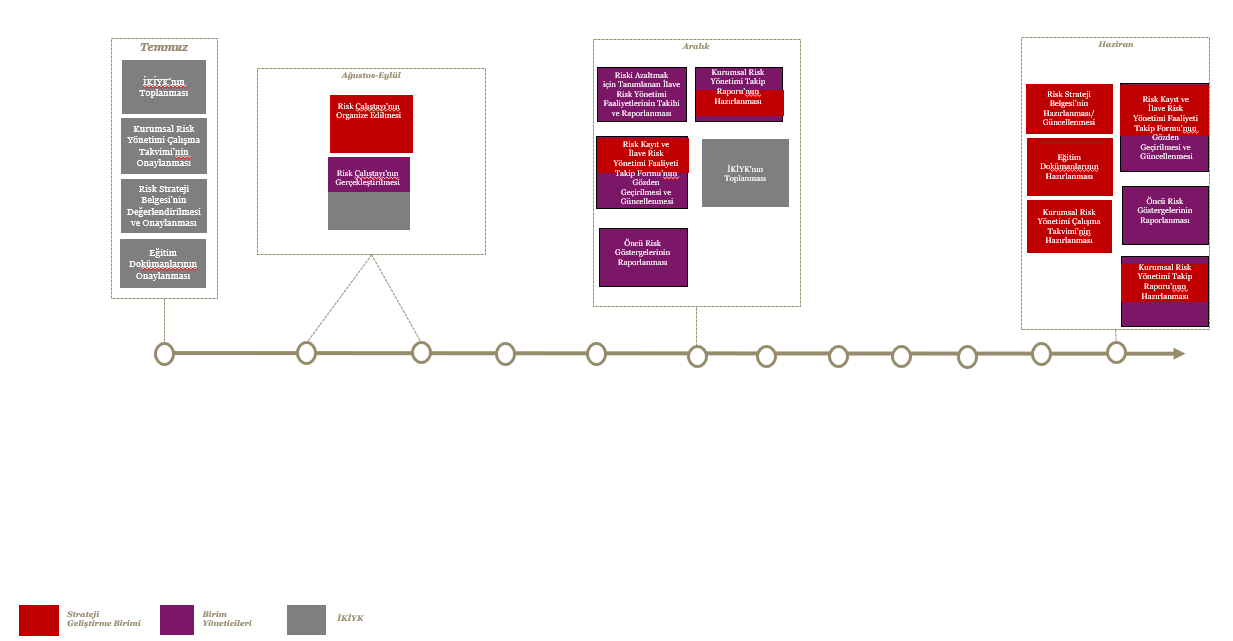 Temmuz
İKİYK'nın
Toplanması
Kurumsal Risk
Yönetimi Çalışma
Takvimi'nin
Onaylanması
Risk Strateji
Belgesi'nin
Değerlendirilmesi
ve Onaylanması
Eğitim
Dokümanlarının
Onaylanması
Ağustos-Eylül
Risk Çalıştayı'nın
Organize Edilmesi
Risk Çalıştayı'nın
Gerçekleştirilmesi
Aralık
Riski Azaltmak
için Tanımlanan İlave
Risk Yönetimi
Faaliyetlerinin Takibi
ve Raporlanması
Kurumsal Risk
Yönetimi Takip
Raporu'nun
Hazırlanması
Risk Kayıt ve
İlave Risk
Yönetimi Faaliyeti
Takip Formu'nun
Gözden
Geçirilmesi ve
Güncellenmesi
İKİYK'nın
Toplanması
Öncü Risk
Göstergelerinin
Raporlanması
Haziran
Risk Strateji
Belgesi'nin
Hazırlanması/
Güncellenmesi
Eğitim
Dokümanlarının
Hazırlanması
Kurumsal Risk
Yönetimi Çalışma
Takvimi'nin
Hazırlanması
Risk Kayıt ve
İlave Risk
Yönetimi Faaliyeti
Takip Formu'nun
Gözden
Geçirilmesi ve
Güncellenmesi
Öncü Risk
Göstergelerinin
Raporlanması
Kurumsal Risk
Yönetimi Takip
Raporu'nun
Hazırlanması
Strateji
Geliştirme Birimi
Birim
Yöneticileri
İKİYK